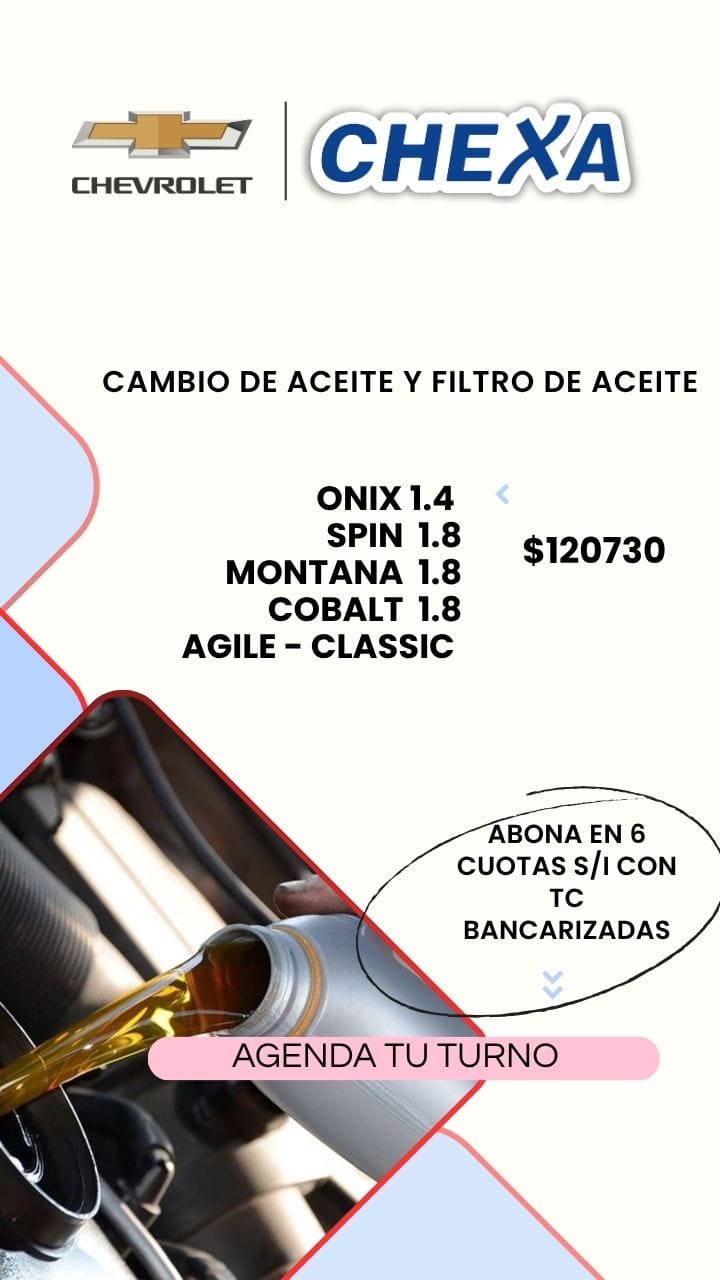 CHEVROLET
CHEXA
CAMBIO DE ACEITE Y FILTRO DE ACEITE
ONIX 1.4
SPIN 1.8
MONTANA 1.8
COBALT 1.8
AGILE - CLASSIC
$120730
ABONA EN 6
CUOTAS S/I CON
TC
BANCARIZADAS
AGENDA TU TURNO